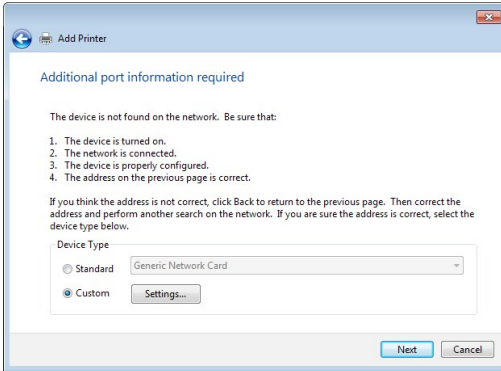 Add Printer
Additional port information required
The device is not found on the network. Be sure that:
1. The device is turned on.
2. The network is connected.
3. The device is properly configured.
4. The address on the previous page is correct.
If you think the address is not correct, click Back to return to the previous page. Then correct the
address and perform another search on the network. If you are sure the address is correct, select the
device type below.
Device Type
Standard
Generic Network Card
Custom
Settings...
Next
Cancel